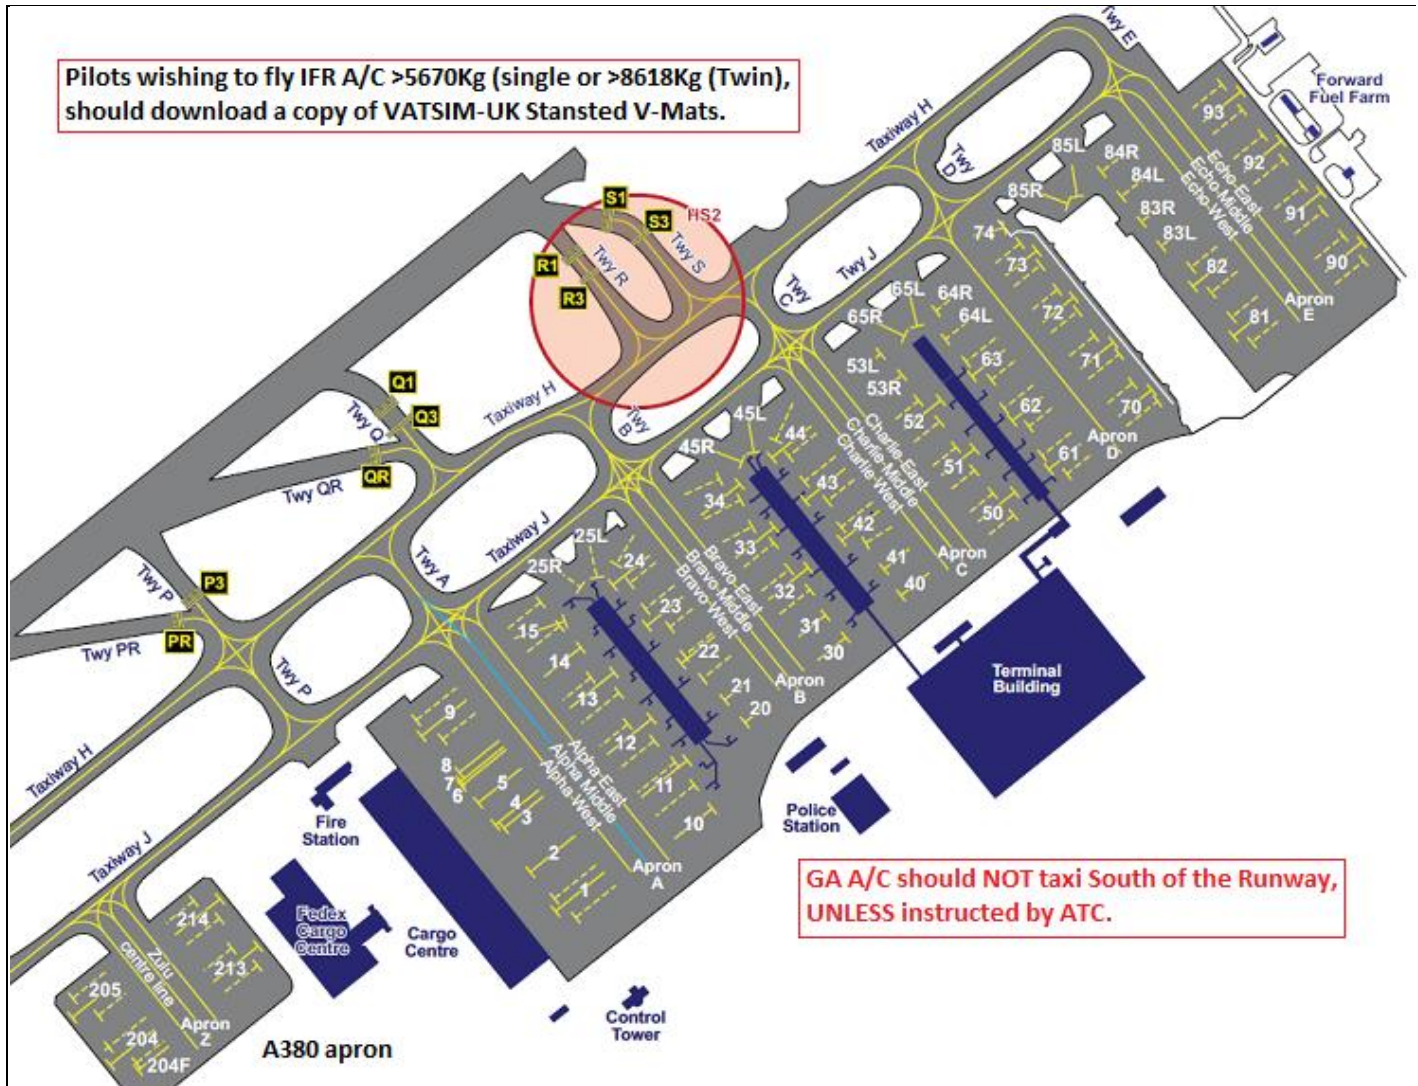 Pilots wishing to fly IFR A/C >5670Kg (single or >8618Kg (Twin),
should download a copy of VATSIM-UK Stansted V-Mats.
Twy E
Forward
Fuel Farm
Taxiway H
Twy
D
93
92
91
90
Echo-East
Echo-Middle
Echo-West
85L
84R
84L
85R
83R
83L
82
81
Apron
E
S1
S3
HS2
Twy S
Twy R
R1
R3
Twy J
Twy
C
74
73
72
71
70
65L
64R
65R
64L
63
62
61
Apron
D
53L
53R
52
51
50
Q1
Q3
Twy Q
QR
Twy QR
Taxiway H
Twy
B
45L
45R
44
43
42
41
40
Charlie-East
Charlie-Middle
Charlie-West
Apron
C
34
33
32
31
30
Taxiway J
Twy A
25L
25R
24
23
22
21
20
Bravo-East
Bravo-Middle
Bravo-West
Apron
B
Terminal
Building
P3
Twy P
PR
Twy PR
Twy P
15
14
13
12
11
10
9
8
7
6
5
4
3
2
1
Alpha East
Alpha Middle
Alpha-West
Apron
A
Taxiway H
Taxiway J
Fire
Station
Police
Station
GA A/C should NOT taxi South of the Runway,
UNLESS instructed by ATC.
Fedex
Cargo
Centre
Cargo
Centre
214
213
Zulu
centre line
205
204
204F
Apron
Z
A380 apron
Control
Tower